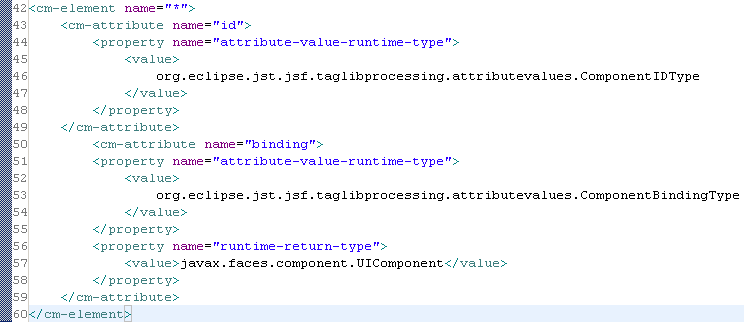 42 <cm-element name="*">
43     <cm-attribute name="id">
44         <property name="attribute-value-runtime-type">
45             <value>
46                 org.eclipse.jst.jsf.taglibprocessing.attributevalues.ComponentIDType
47             </value>
48         </property>
49     </cm-attribute>
50         <cm-attribute name="binding">
51         <property name="attribute-value-runtime-type">
52             <value>
53                 org.eclipse.jst.jsf.taglibprocessing.attributevalues.ComponentBindingType
54             </value>
55         </property>
56         <property name="runtime-return-type">
57             <value>javax.faces.component.UIComponent</value>
58         </property>
59     </cm-attribute>
60 </cm-element>